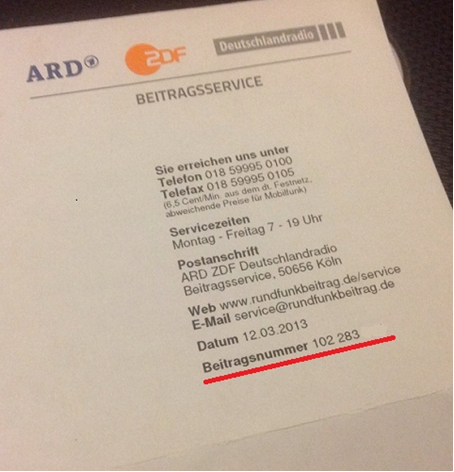 ARD ZDF Deutschlandradio
BEITRAGSSERVICE
Sie erreichen uns unter
Telefon 018 59995 0100
Telefax 018 59995 0105
(6,5 Cent/Min. aus dem dt. Festnetz,
abweichende Preise für Mobilfunk)
Servicezeiten
Montag - Freitag 7 - 19 Uhr
Postanschrift
ARD ZDF Deutschlandradio
Beitragsservice, 50656 Köln
Web www.rundfunkbeitrag.de/service
E-Mail service@rundfunkbeitrag.de
Datum 12.03.2013
Beitragsnummer 102 283